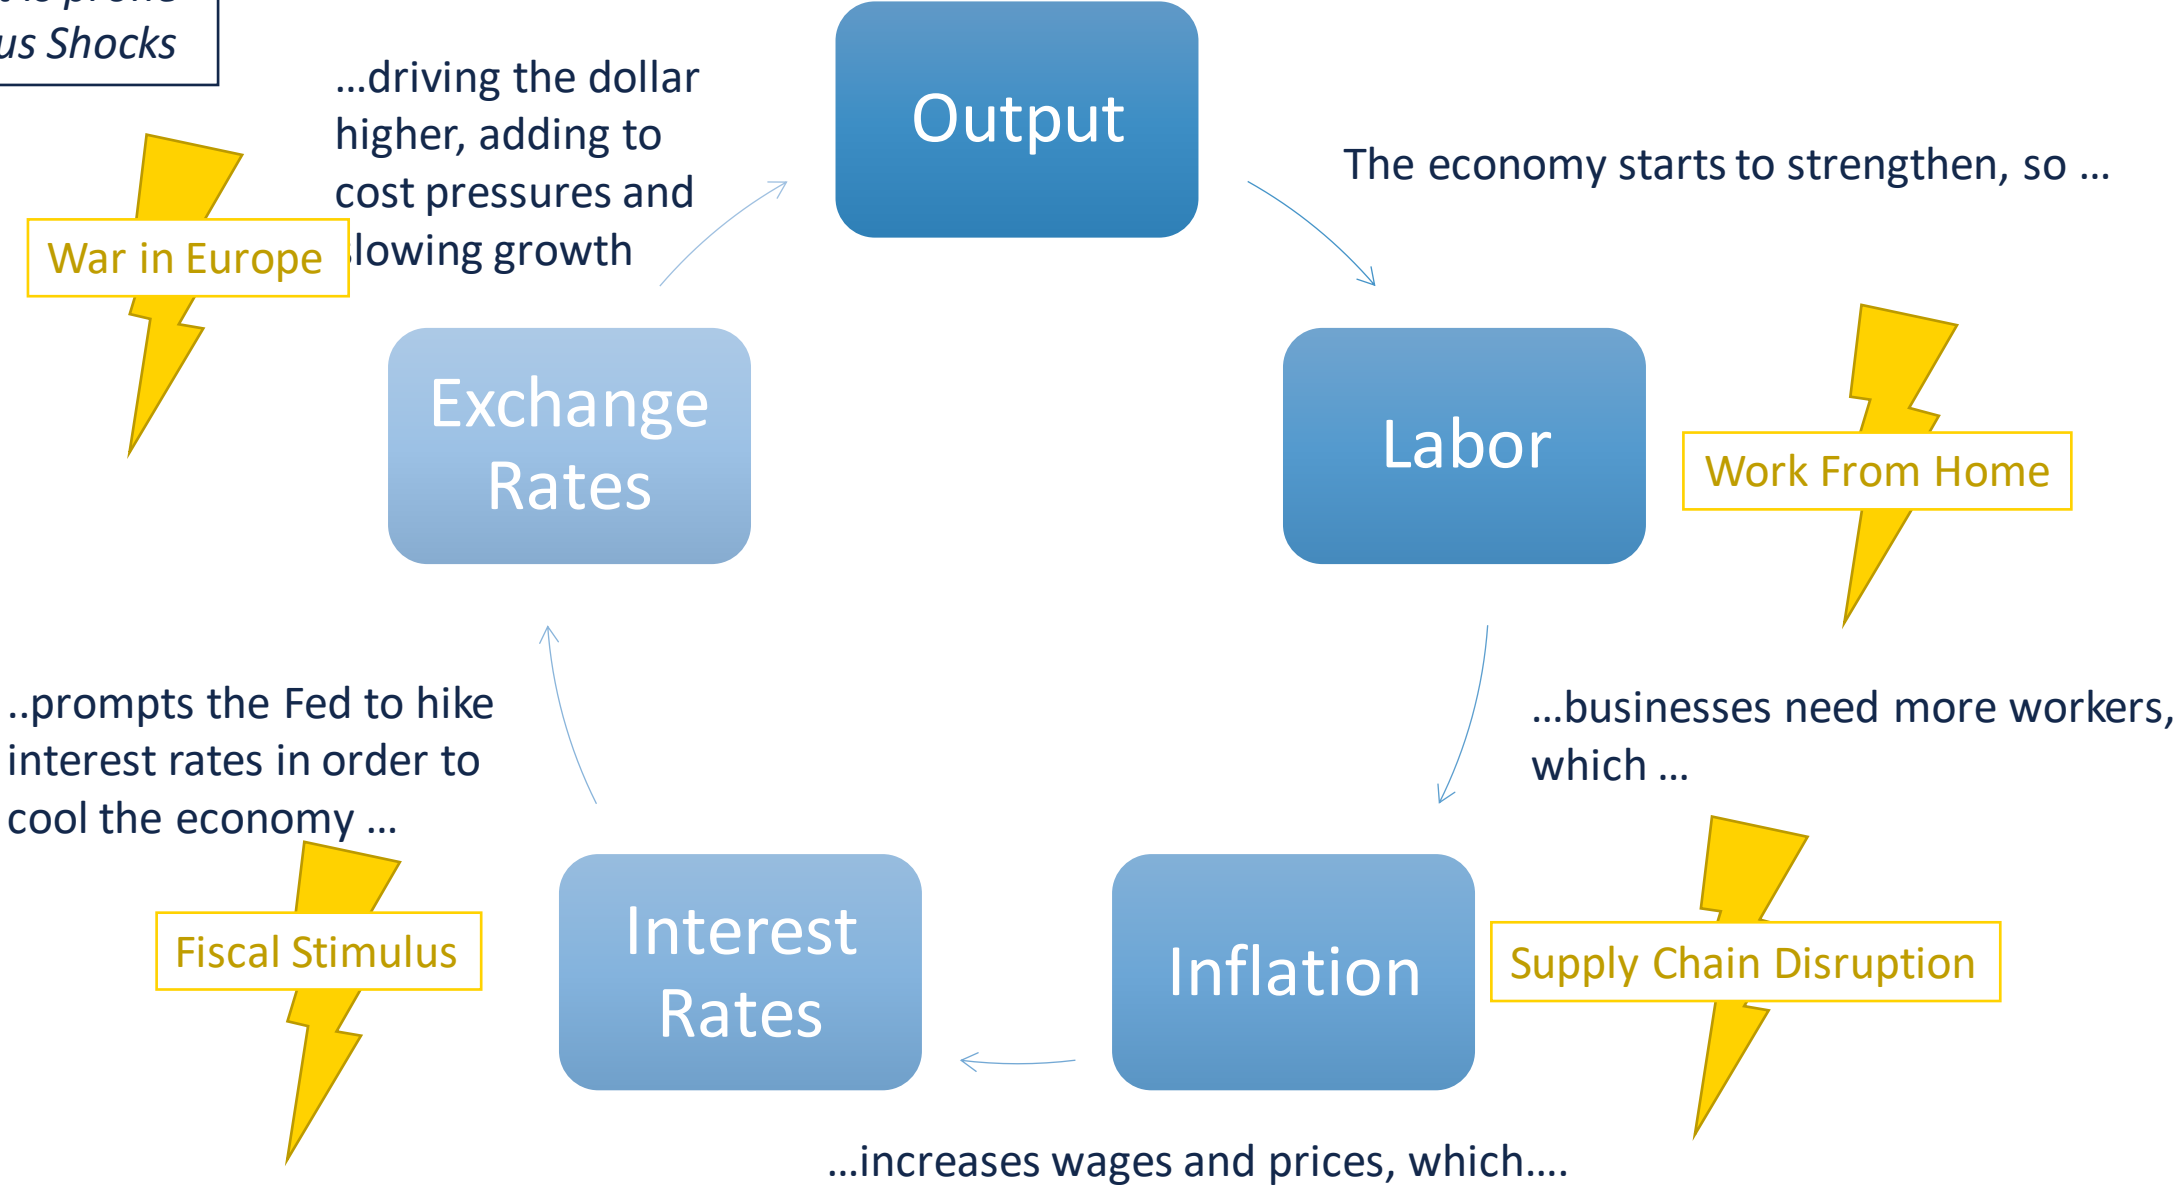 is prone
us Shocks
…driving the dollar
higher, adding to
cost pressures and
lowing growth
Output
The economy starts to strengthen, so …
War in Europe
Exchange
Rates
Labor
Work From Home
..prompts the Fed to hike
interest rates in order to
cool the economy …
…businesses need more workers,
which …
Fiscal Stimulus
Interest
Rates
Inflation
Supply Chain Disruption
…increases wages and prices, which….